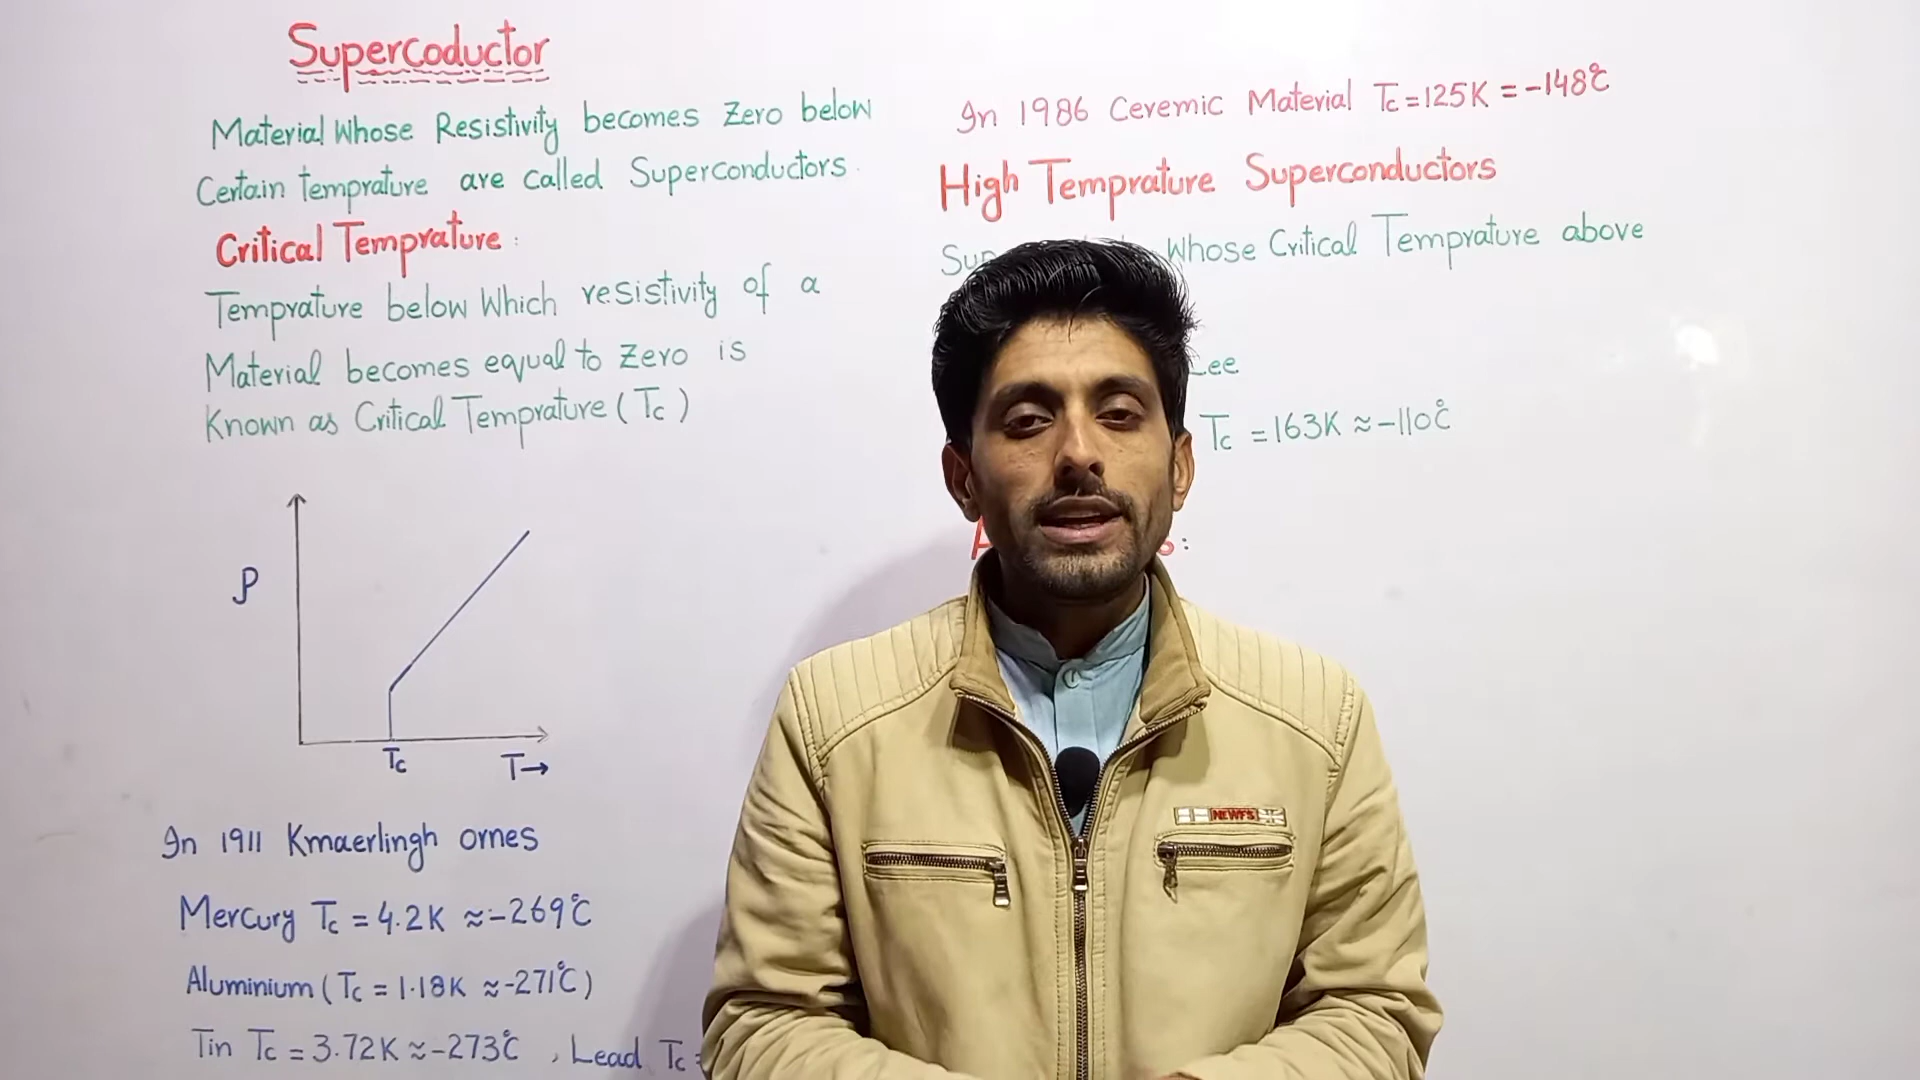 Supercoductor
Material Whose Resistivity becomes Zero below
Certain temprature are called Superconductors.
Critical Temprature:
Temprature below Which resistivity of a
Material becomes equal to Zero is
Known as Critical Temprature (Tc)
ρ
Tc
T→
In 1911 Kmaerlingh ornes
Mercury Tc = 4.2K ≈ -269°C
Aluminium (Tc = 1.18K ≈ -271°C)
Tin Tc = 3.72K ≈ -273°C , Lead Tc =
In 1986 Ceremic Material Tc = 125K = -148°C
High Temprature Superconductors
Whose Critical Temprature above
Lee
Tc = 163K ≈ -110°C
NEWFS